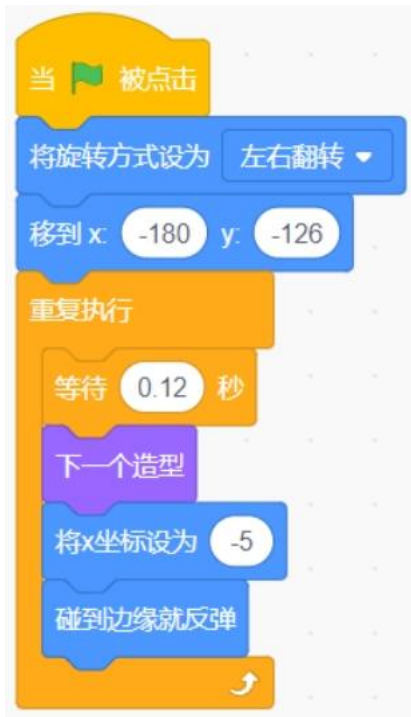 当 被点击
将旋转方式设为 左右翻转
移到 x: -180 y: -126
重复执行
等待 0.12 秒
下一个造型
将x坐标设为 -5
碰到边缘就反弹